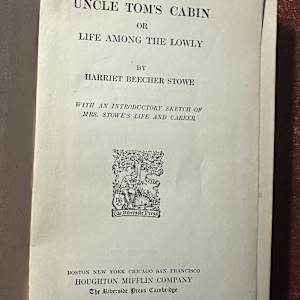 UNCLE TOM'S CABIN
OR
LIFE AMONG THE LOWLY
BY
HARRIET BEECHER STOWE
WITH AN INTRODUCTORY SKETCH OF
MRS. STOWE'S LIFE AND CAREER
The Riverside Press
BOSTON NEW YORK CHICAGO SAN FRANCISCO
HOUGHTON MIFFLIN COMPANY
The Riverside Press Cambridge